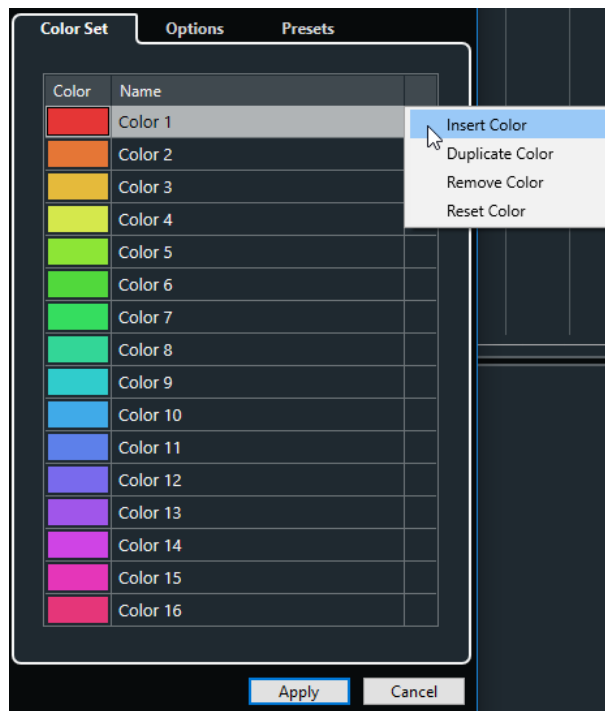 Color Set Options Presets
Color Name
Color 1
Insert Color
Color 2
Duplicate Color
Color 3
Remove Color
Color 4
Reset Color
Color 5
Color 6
Color 7
Color 8
Color 9
Color 10
Color 11
Color 12
Color 13
Color 14
Color 15
Color 16
Apply Cancel